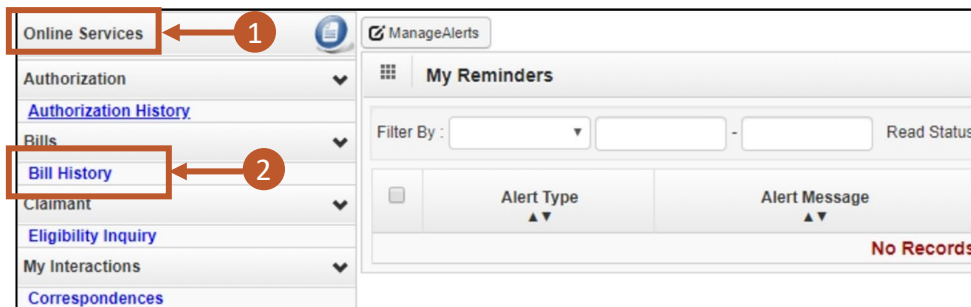 Online Services
1
Authorization
Authorization History
Bills
Bill History
2
Claimant
Eligibility Inquiry
My Interactions
Correspondences
ManageAlerts
My Reminders
Filter By : - Read Status
Alert Type Alert Message
▲▼ ▲▼
No Records